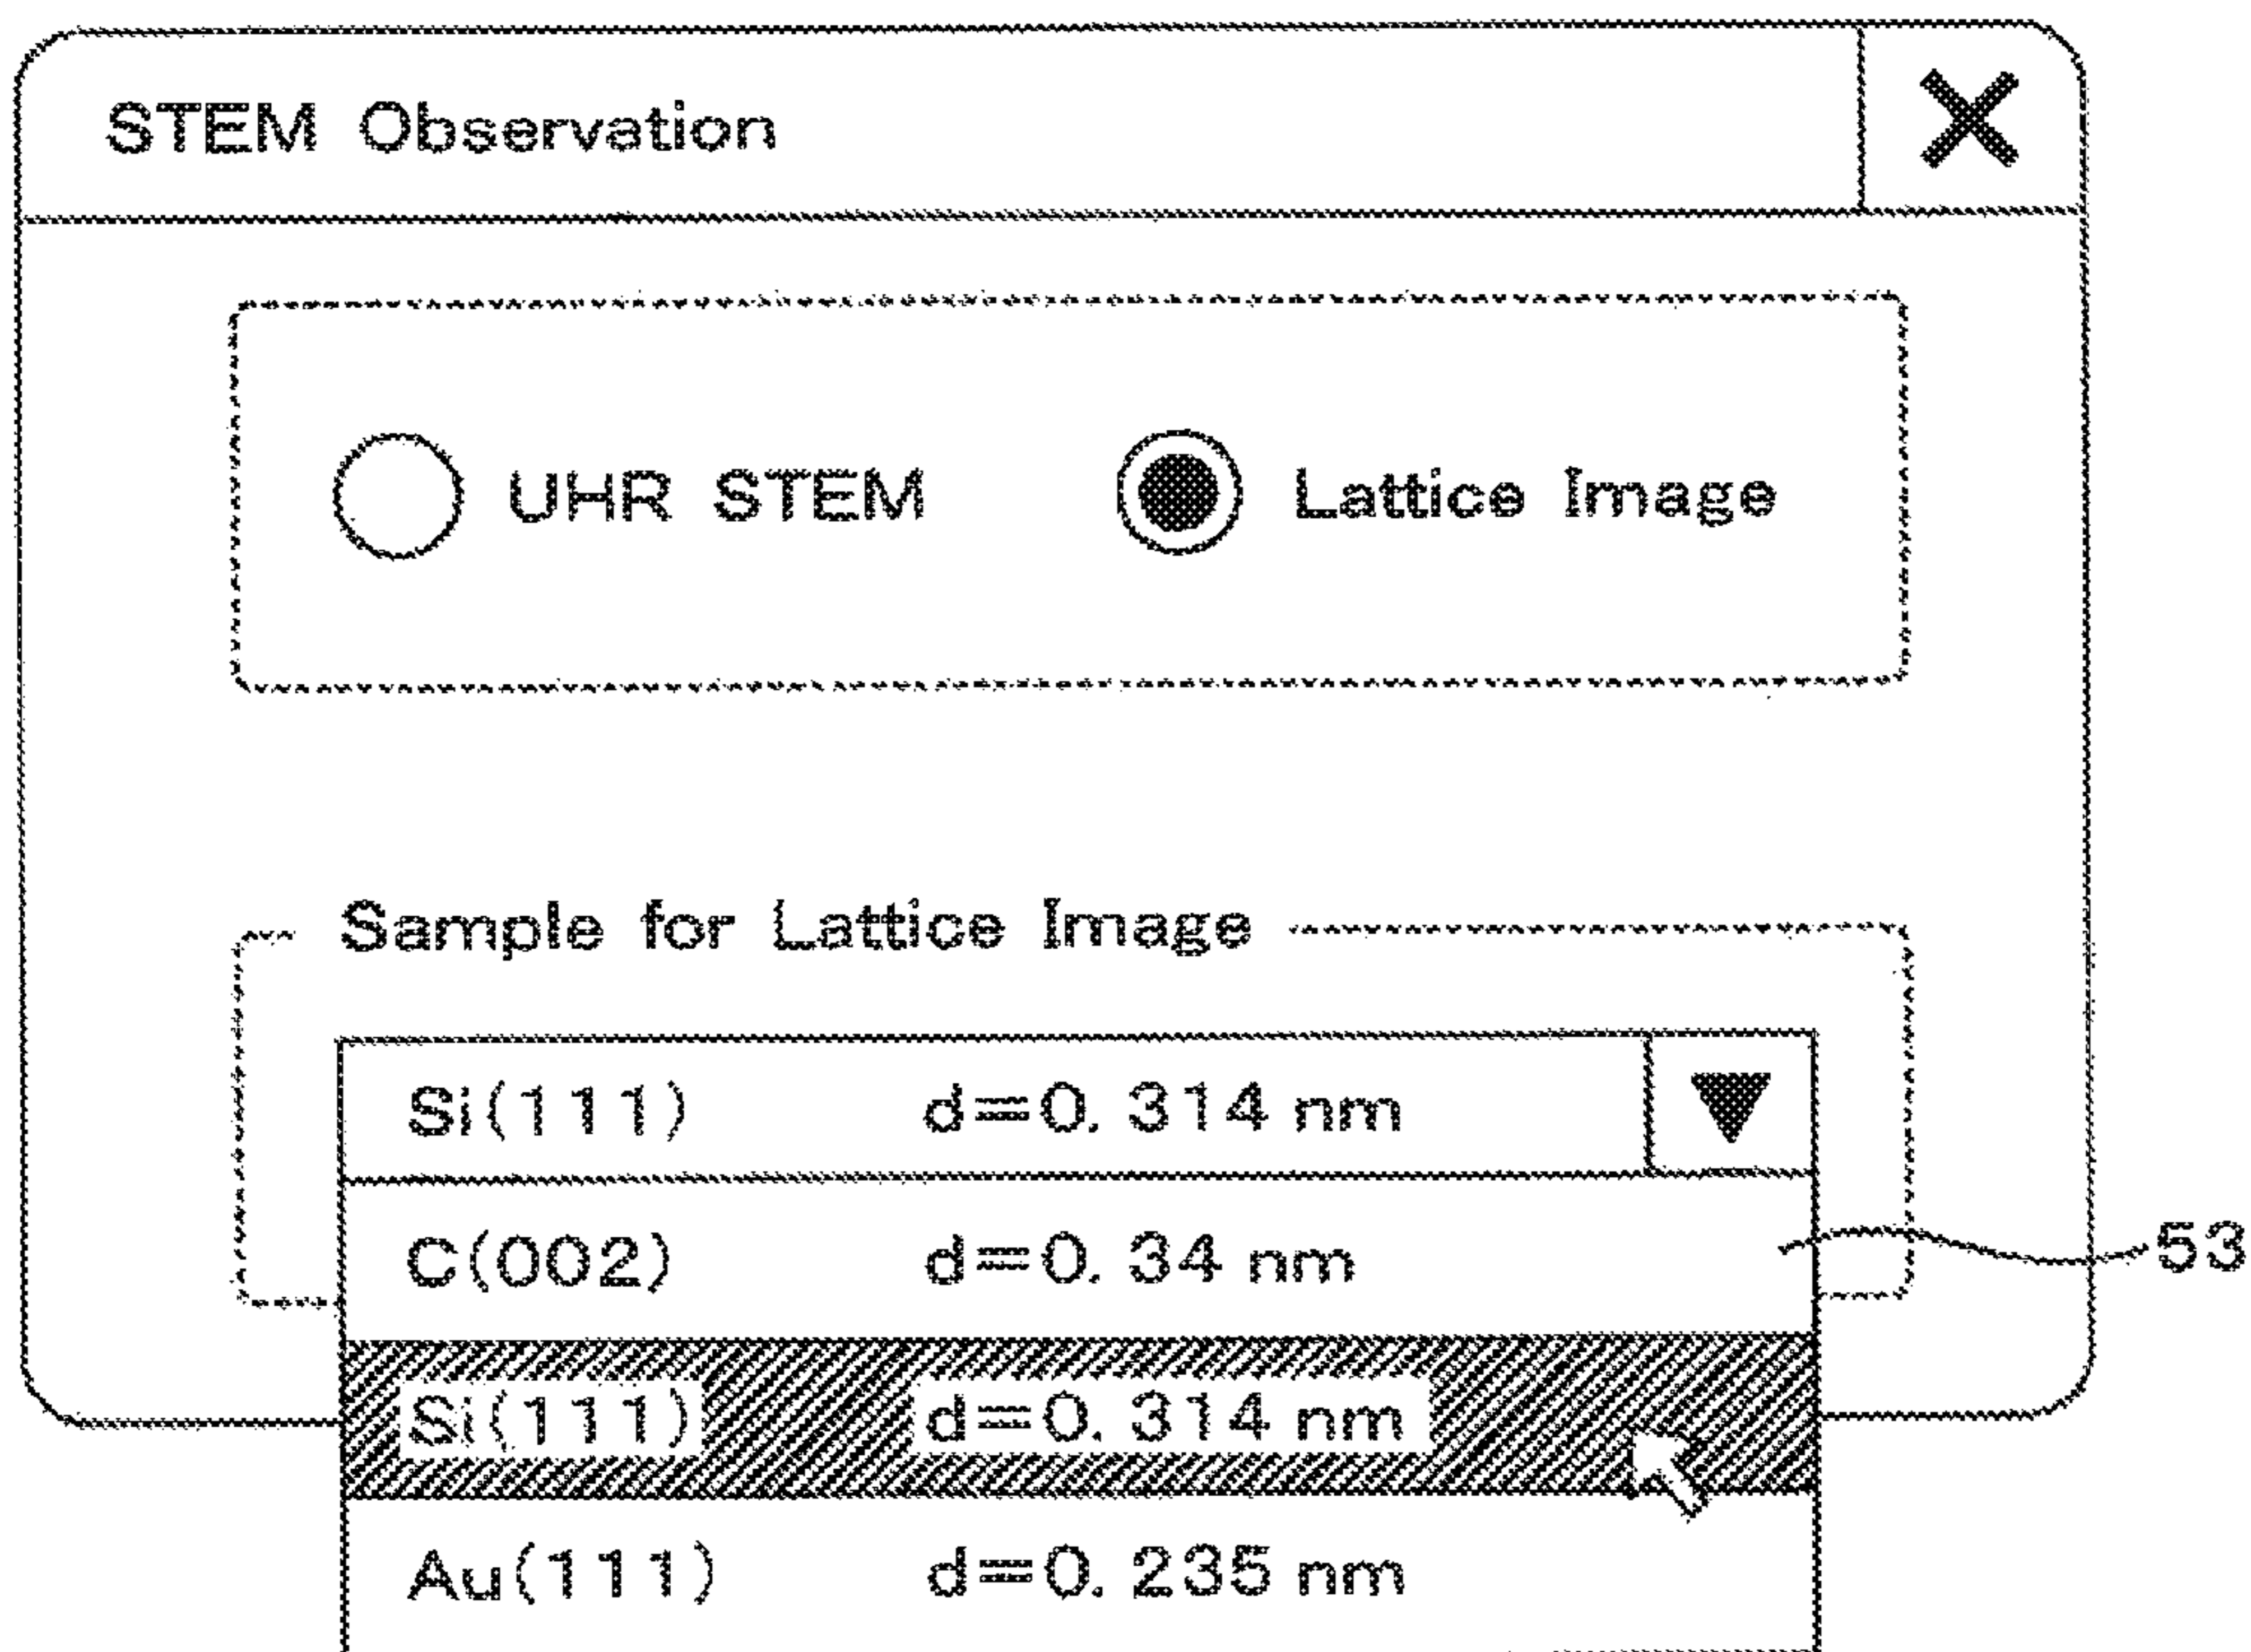 STEM Observation
UHR STEM Lattice Image
Sample for Lattice Image
Si(111) d=0. 314 nm
C(002) d=0. 34 nm
53
Si(111) d=0. 314 nm
Au(111) d=0. 235 nm